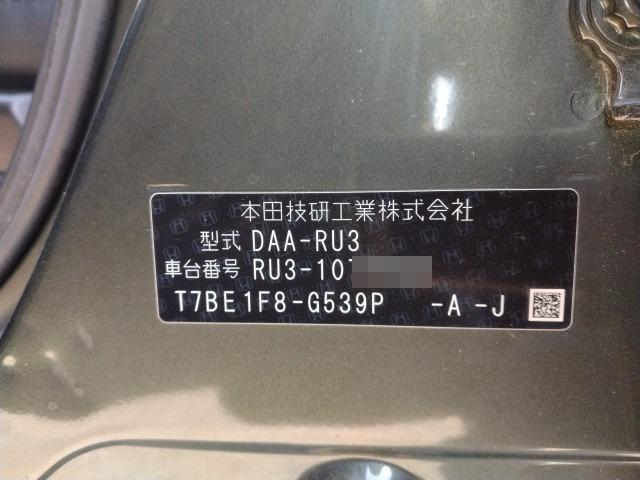 本田技研工業株式会社
型式 DAA-RU3
車台番号 RU3-107
T7BE1F8-G539P -A -J